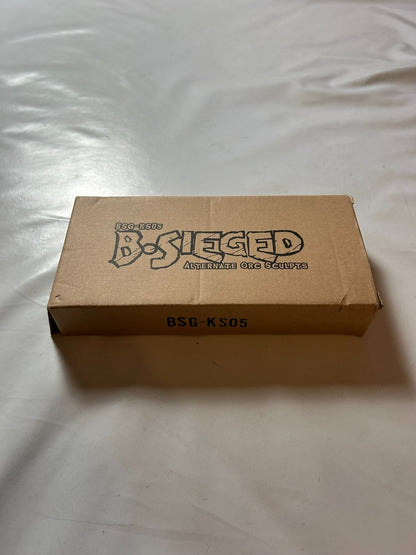 BSG-KS05
B·SIEGED
ALTERNATE ORC SCULPTS
BSG-KS05